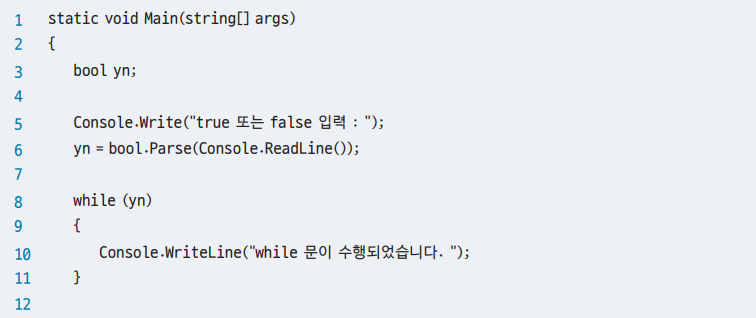 1 static void Main(string[] args)
2 {
3 bool yn;
4
5 Console.Write("true 또는 false 입력 : ");
6 yn = bool.Parse(Console.ReadLine());
7
8 while (yn)
9 {
10 Console.WriteLine("while 문이 수행되었습니다. ");
11 }
12